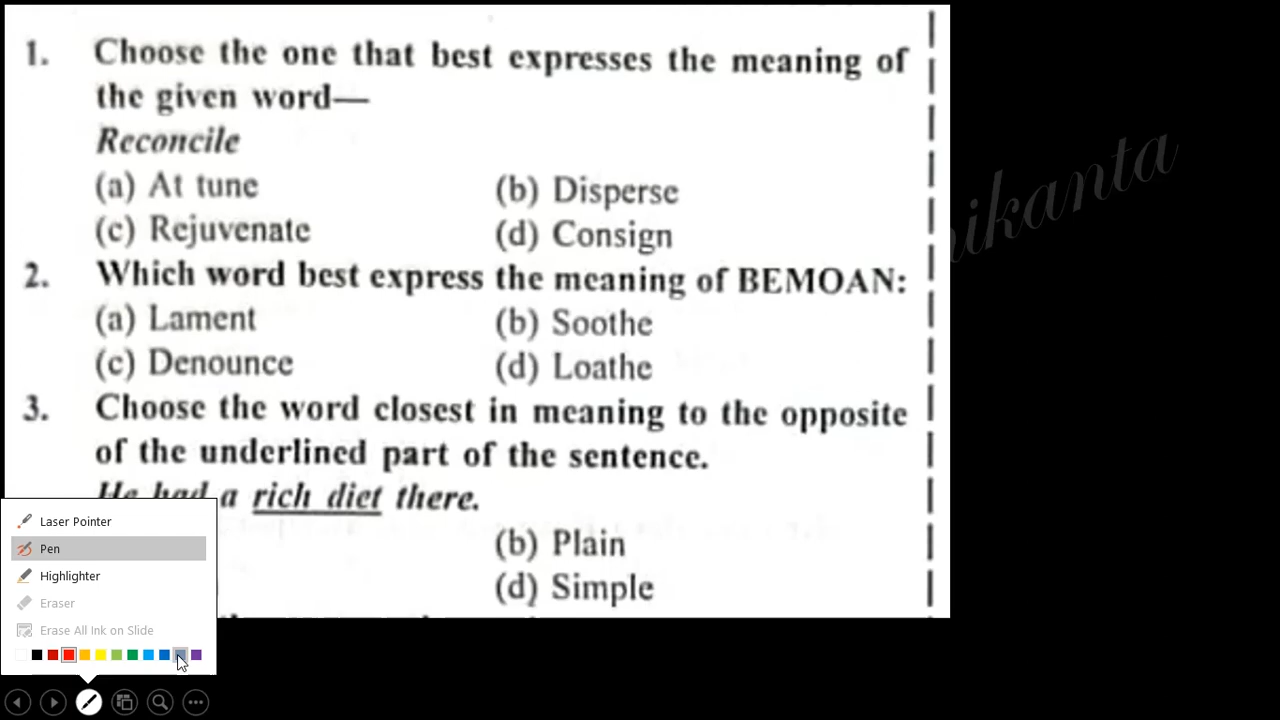 1. Choose the one that best expresses the meaning of
the given word—
Reconcile
(a) At tune (b) Disperse
(c) Rejuvenate (d) Consign
2. Which word best express the meaning of BEMOAN:
(a) Lament (b) Soothe
(c) Denounce (d) Loathe
3. Choose the word closest in meaning to the opposite
of the underlined part of the sentence.
He had a rich diet there.
(b) Plain
(d) Simple
Laser Pointer
Pen
Highlighter
Eraser
Erase All Ink on Slide